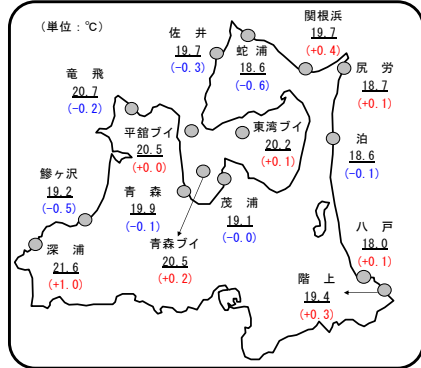 (単位：℃)
関根浜
19.7
(+0.4)
佐 井
19.7
(-0.3)
蛇 浦
18.6
(-0.6)
尻 労
18.7
(+0.1)
竜 飛
20.7
(-0.2)
平舘ブイ
20.5
(+0.0)
東湾ブイ
20.2
(+0.1)
泊
18.6
(-0.1)
鰺ヶ沢
19.2
(-0.5)
青 森
19.9
(-0.1)
茂 浦
19.1
(-0.0)
深 浦
21.6
(+1.0)
青森ブイ
20.5
(+0.2)
八 戸
18.0
(+0.1)
階 上
19.4
(+0.3)